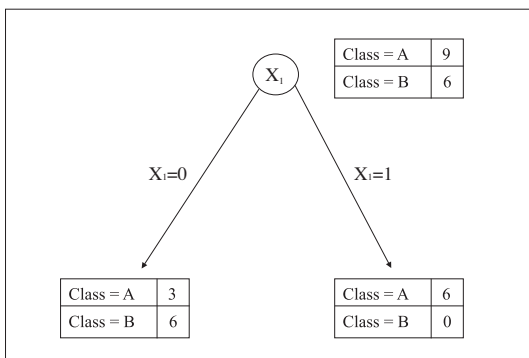 X₁
Class = A 9
Class = B 6
X₁=0
X₁=1
Class = A 3
Class = B 6
Class = A 6
Class = B 0